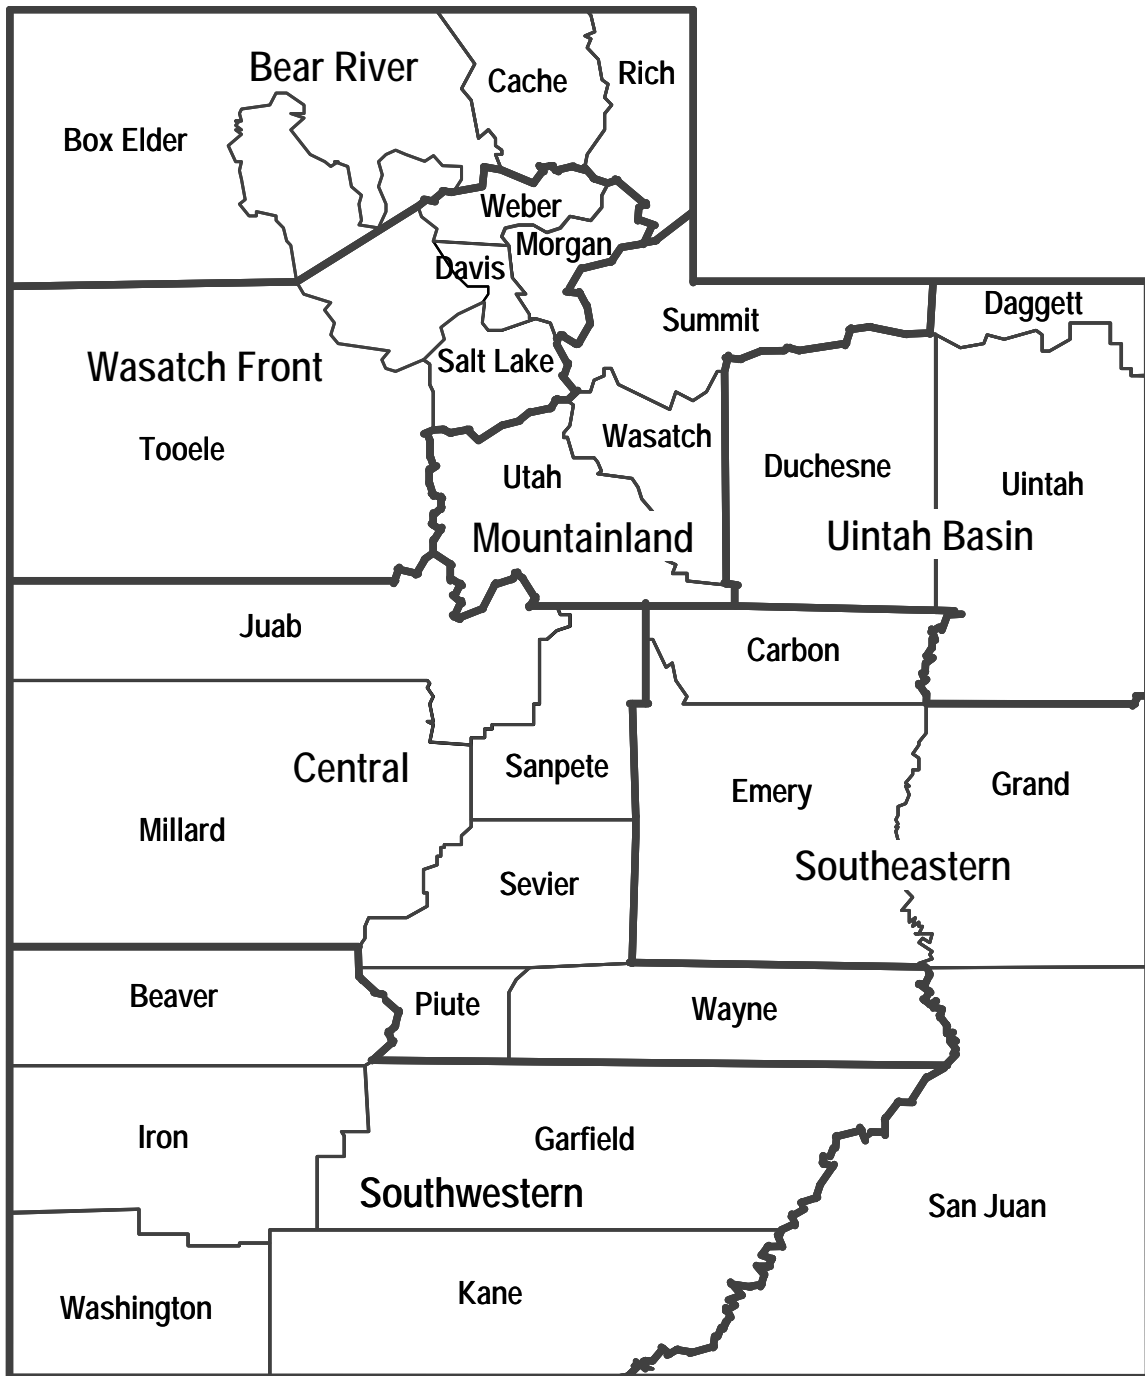 Bear River
Cache
Rich
Box Elder
Weber
Morgan
Davis
Daggett
Summit
Wasatch Front
Salt Lake
Tooele
Wasatch
Utah
Duchesne
Uintah
Mountainland
Uintah Basin
Juab
Carbon
Central
Sanpete
Emery
Grand
Millard
Southeastern
Sevier
Beaver
Piute
Wayne
Iron
Garfield
Southwestern
San Juan
Washington
Kane